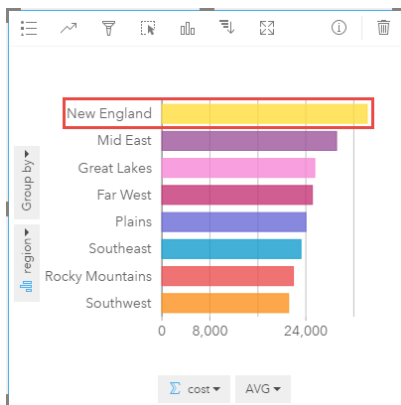 New England
Mid East
Great Lakes
Far West
Plains
Southeast
Rocky Mountains
Southwest
0 8,000 24,000
Group by
region
Σ cost AVG